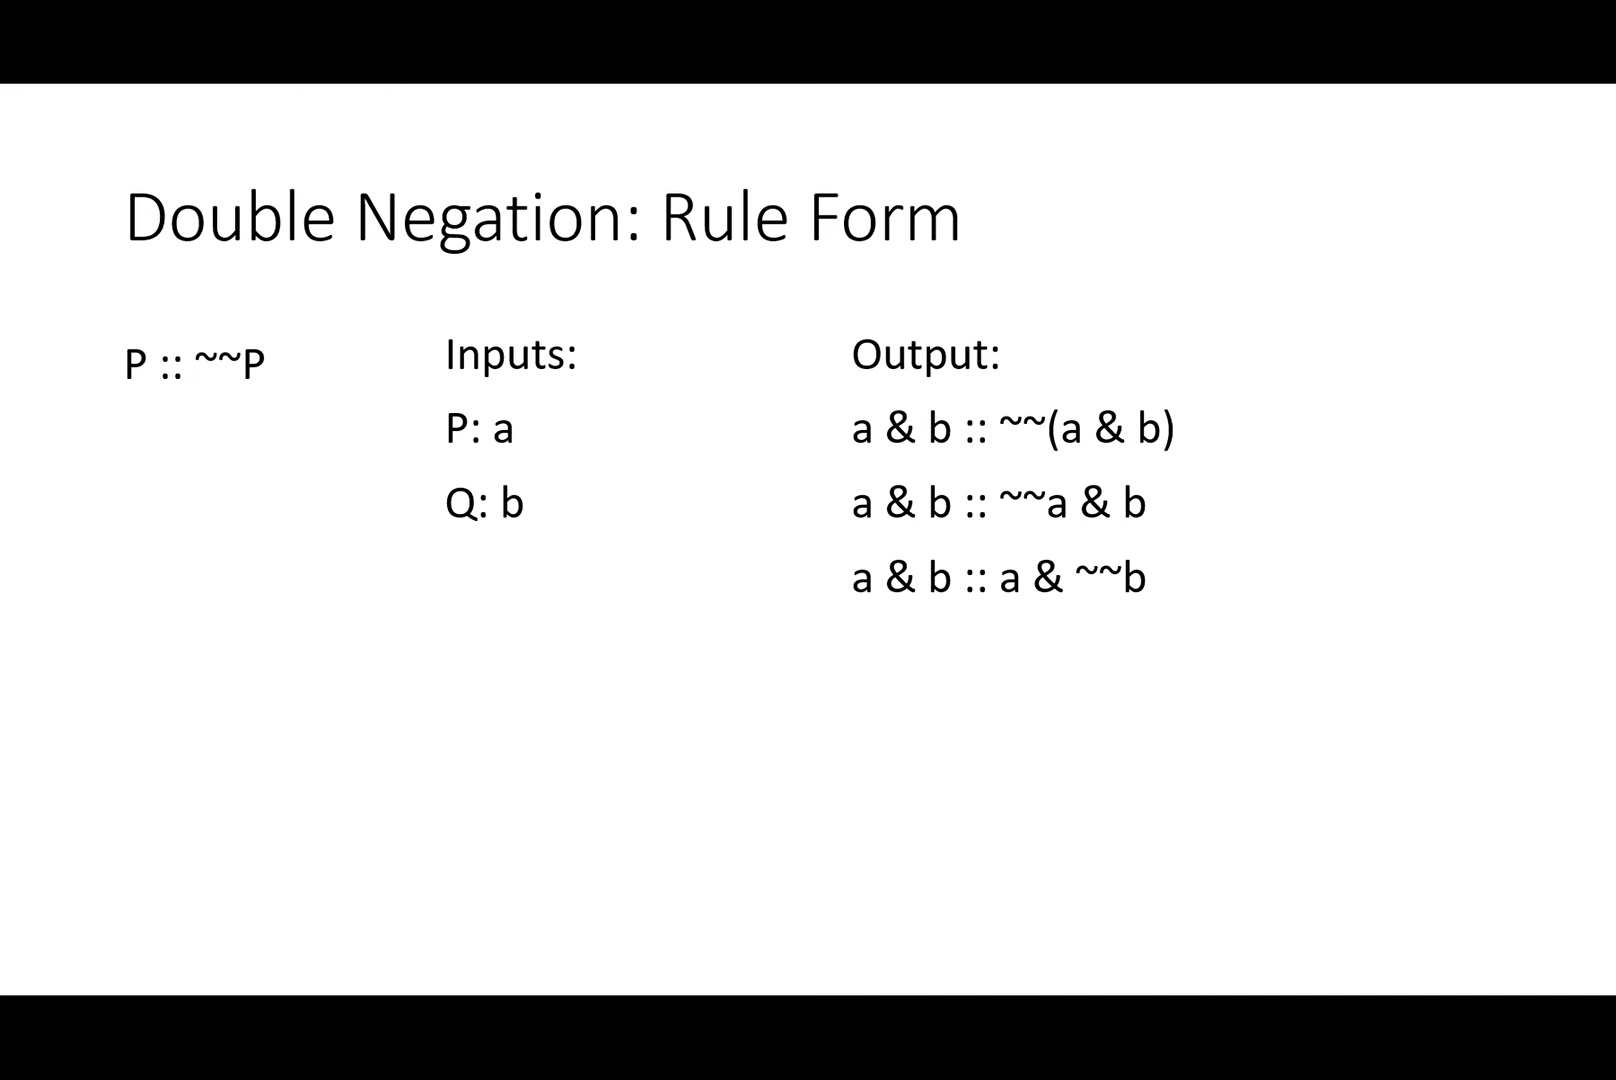 Double Negation: Rule Form
P :: ~~P
Inputs:
P: a
Q: b
Output:
a & b :: ~~(a & b)
a & b :: ~~a & b
a & b :: a & ~~b